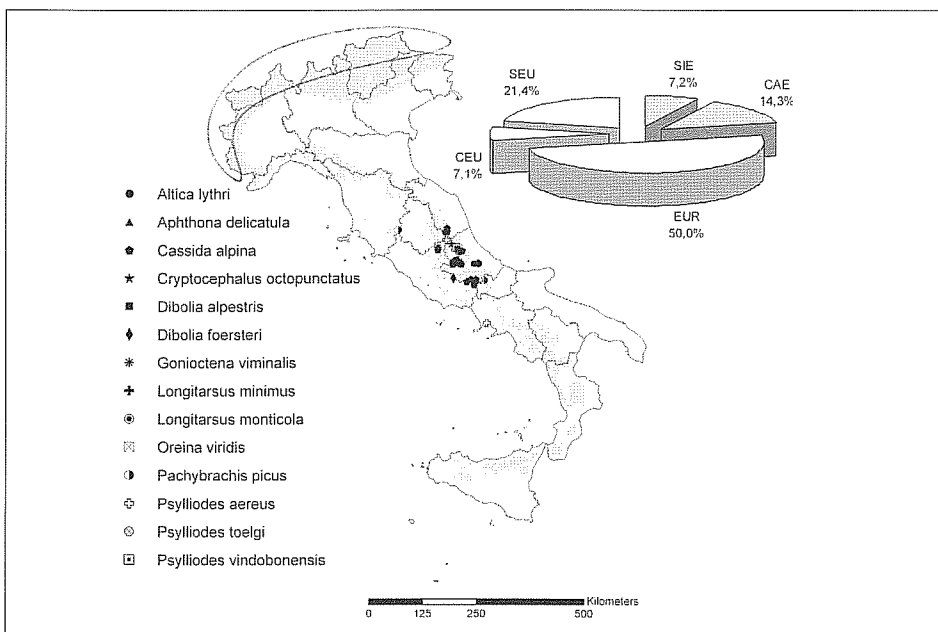 SEU
21,4%
SIE
7,2%
CAE
14,3%
CEU
7,1%
EUR
50,0%
Altica lythri
Aphthona delicatula
Cassida alpina
Cryptocephalus octopunctatus
Dibolia alpestris
Dibolia foersteri
Gonioctena viminalis
Longitarsus minimus
Longitarsus monticola
Oreina viridis
Pachybrachis picus
Psylliodes aereus
Psylliodes toelgi
Psylliodes vindobonensis
Kilometers
0 125 250 500